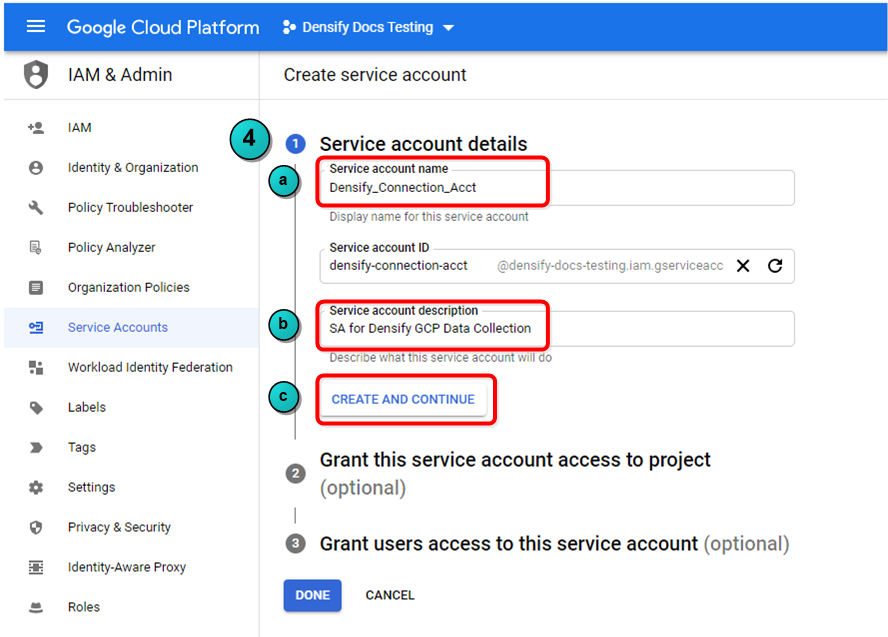 Google Cloud Platform
Densify Docs Testing
IAM & Admin
Create service account
IAM
Identity & Organization
Policy Troubleshooter
Policy Analyzer
Organization Policies
Service Accounts
Workload Identity Federation
Labels
Tags
Settings
Privacy & Security
Identity-Aware Proxy
Roles
4
1 Service account details
a
Service account name
Densify_Connection_Acct
Display name for this service account
Service account ID
densify-connection-acct @densify-docs-testing.iam.gserviceacc
b
Service account description
SA for Densify GCP Data Collection
Describe what this service account will do
c
CREATE AND CONTINUE
2 Grant this service account access to project
(optional)
3 Grant users access to this service account (optional)
DONE CANCEL